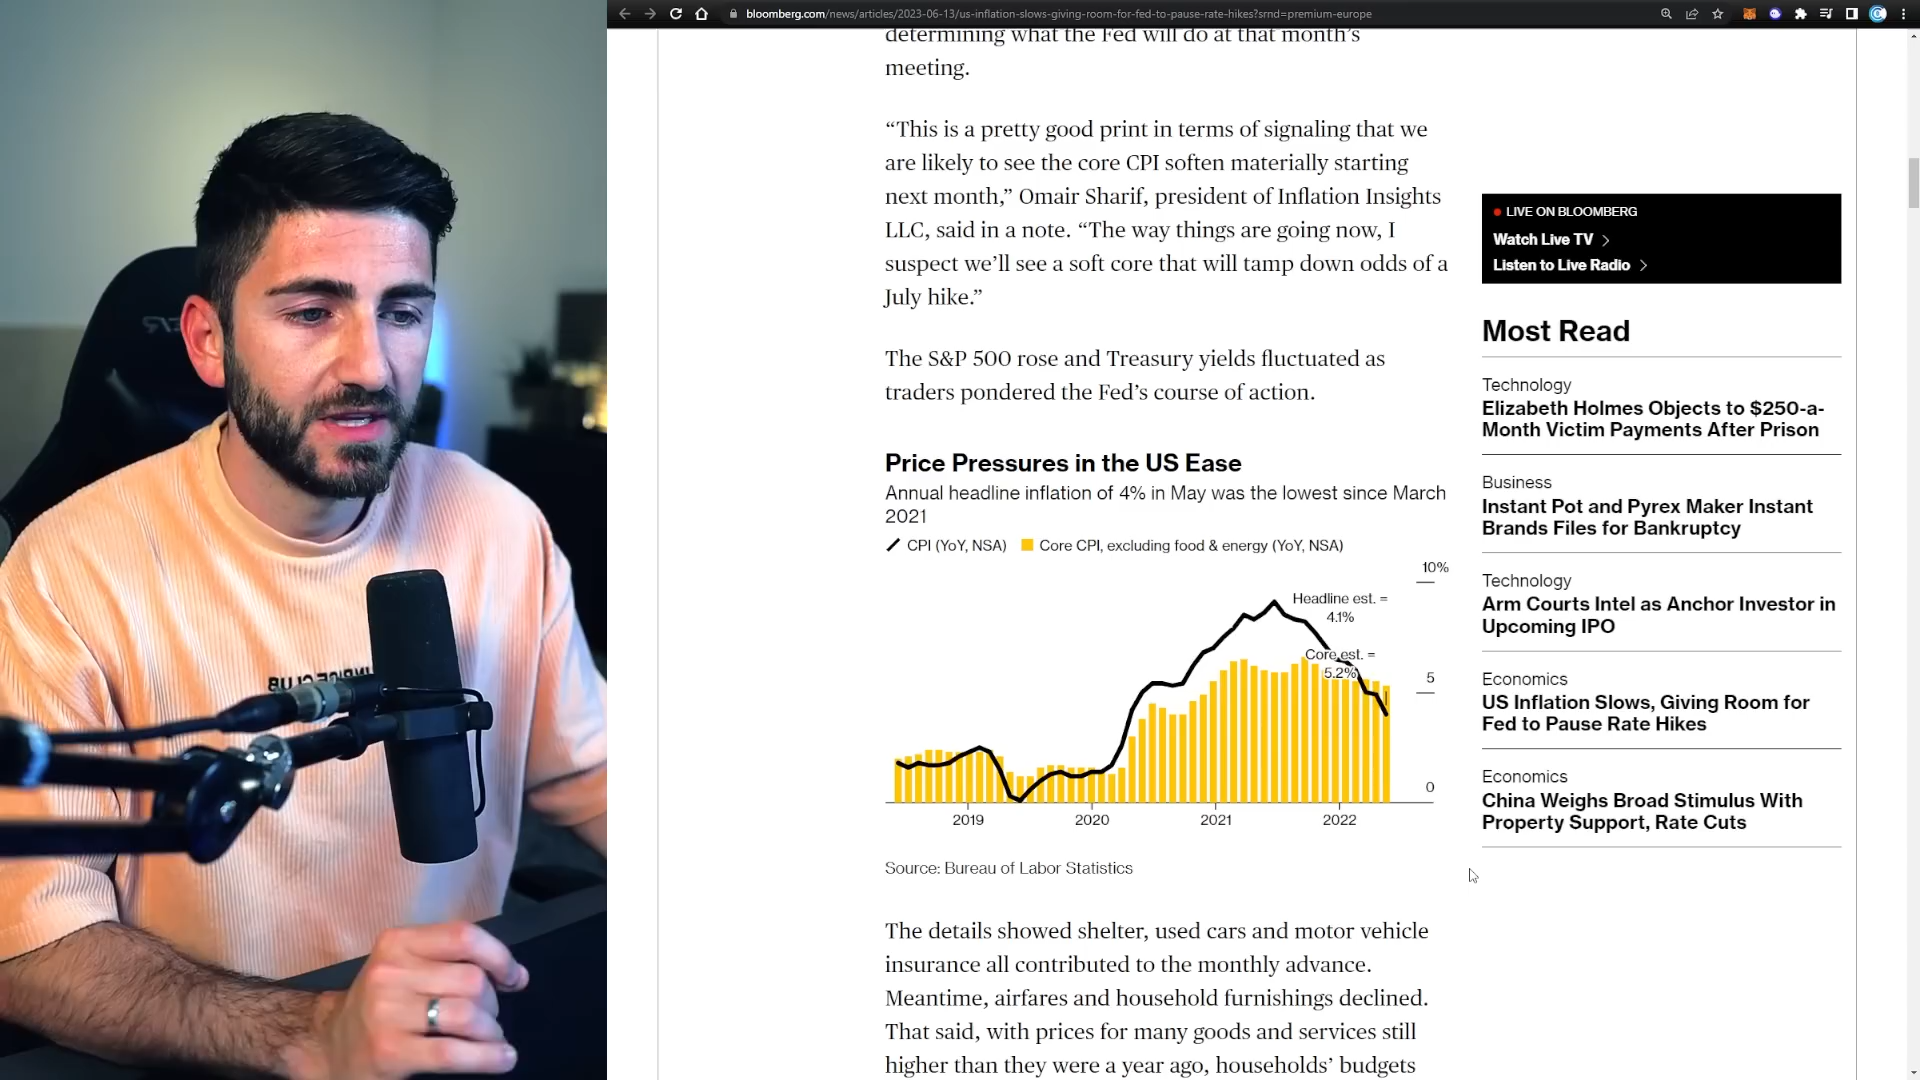 bloomberg.com/news/articles/2023-06-13/us-inflation-slows-giving-room-for-fed-to-pause-rate-hikes?srnd=premium-europe
determining what the Fed will do at that month's
meeting.
“This is a pretty good print in terms of signaling that we
are likely to see the core CPI soften materially starting
next month,” Omair Sharif, president of Inflation Insights
LLC, said in a note. “The way things are going now, I
suspect we’ll see a soft core that will tamp down odds of a
July hike.”
The S&P 500 rose and Treasury yields fluctuated as
traders pondered the Fed’s course of action.
Price Pressures in the US Ease
Annual headline inflation of 4% in May was the lowest since March
2021
CPI (YoY, NSA) Core CPI, excluding food & energy (YoY, NSA)
10%
Headline est. =
4.1%
Core est. =
5.2%
5
0
2019 2020 2021 2022
Source: Bureau of Labor Statistics
The details showed shelter, used cars and motor vehicle
insurance all contributed to the monthly advance.
Meantime, airfares and household furnishings declined.
That said, with prices for many goods and services still
higher than they were a year ago, households’ budgets
LIVE ON BLOOMBERG
Watch Live TV
Listen to Live Radio
Most Read
Technology
Elizabeth Holmes Objects to $250-a-
Month Victim Payments After Prison
Business
Instant Pot and Pyrex Maker Instant
Brands Files for Bankruptcy
Technology
Arm Courts Intel as Anchor Investor in
Upcoming IPO
Economics
US Inflation Slows, Giving Room for
Fed to Pause Rate Hikes
Economics
China Weighs Broad Stimulus With
Property Support, Rate Cuts